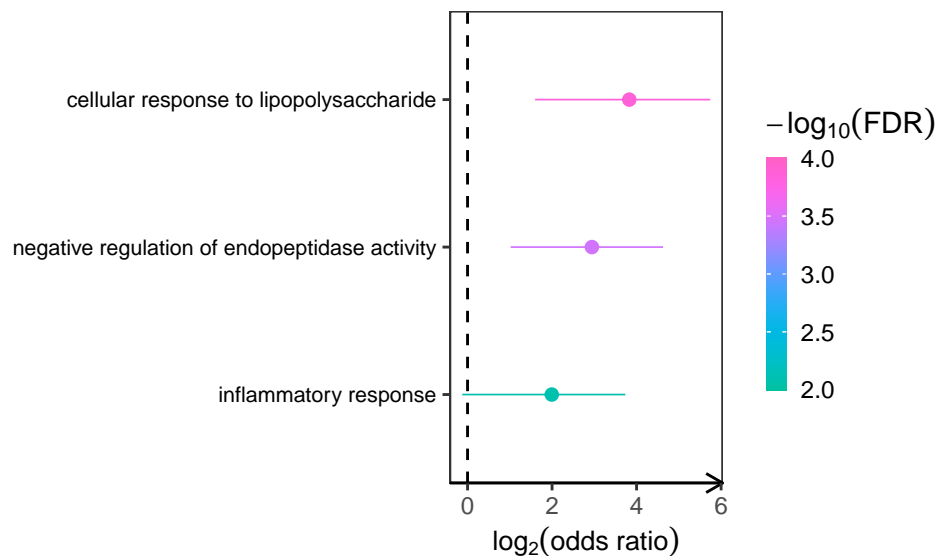 cellular response to lipopolysaccharide
negative regulation of endopeptidase activity
inflammatory response
0 2 4 6
log₂(odds ratio)
−log₁₀(FDR)
4.0
3.5
3.0
2.5
2.0